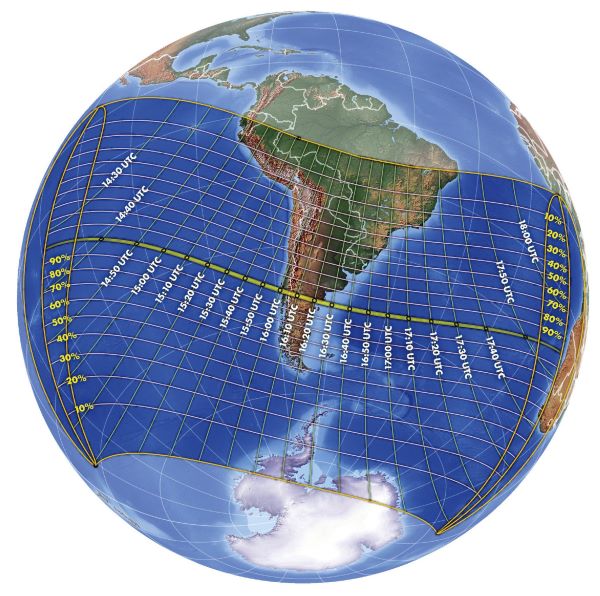 14:30 UTC
14:40 UTC
14:50 UTC
15:00 UTC
15:10 UTC
15:20 UTC
15:30 UTC
15:40 UTC
15:50 UTC
16:00 UTC
16:10 UTC
16:20 UTC
16:30 UTC
16:40 UTC
16:50 UTC
17:00 UTC
17:10 UTC
17:20 UTC
17:30 UTC
17:40 UTC
17:50 UTC
18:00 UTC
90%
80%
70%
60%
50%
40%
30%
20%
10%
10%
20%
30%
40%
50%
60%
70%
80%
90%